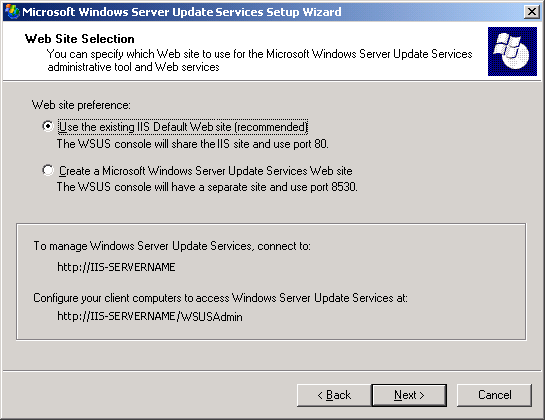 Microsoft Windows Server Update Services Setup Wizard
Web Site Selection
You can specify which Web site to use for the Microsoft Windows Server Update Services
administrative tool and Web services
Web site preference:
Use the existing IIS Default Web site (recommended)
The WSUS console will share the IIS site and use port 80.
Create a Microsoft Windows Server Update Services Web site
The WSUS console will have a separate site and use port 8530.
To manage Windows Server Update Services, connect to:
http://IIS-SERVERNAME
Configure your client computers to access Windows Server Update Services at:
http://IIS-SERVERNAME/WSUSAdmin
< Back Next > Cancel